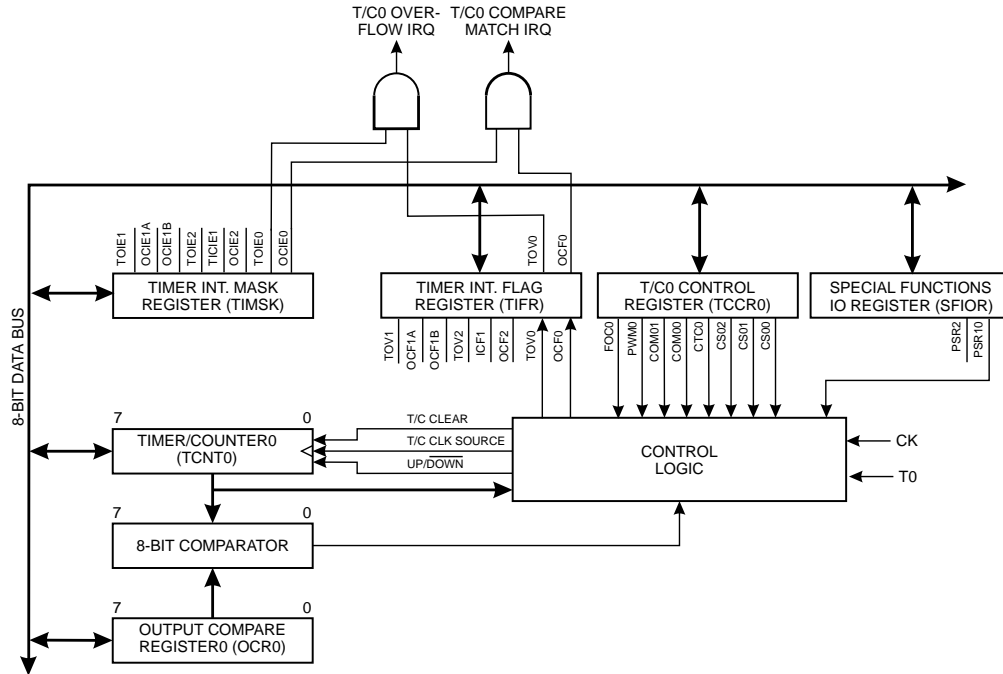 T/C0 OVER-
FLOW IRQ
T/C0 COMPARE
MATCH IRQ
TOIE1
OCIE1A
OCIE1B
TOIE2
TICIE1
OCIE2
TOIE0
OCIE0
TOV0
OCF0
TIMER INT. MASK
REGISTER (TIMSK)
TIMER INT. FLAG
REGISTER (TIFR)
T/C0 CONTROL
REGISTER (TCCR0)
SPECIAL FUNCTIONS
IO REGISTER (SFIOR)
TOV1
OCF1A
OCF1B
TOV2
ICF1
OCF2
TOV0
OCF0
FOC0
PWM0
COM01
COM00
CTC0
CS02
CS01
CS00
PSR2
PSR10
8-BIT DATA BUS
7
0
TIMER/COUNTER0
(TCNT0)
T/C CLEAR
T/C CLK SOURCE
UP/DOWN
CONTROL
LOGIC
CK
T0
7
0
8-BIT COMPARATOR
7
0
OUTPUT COMPARE
REGISTER0 (OCR0)